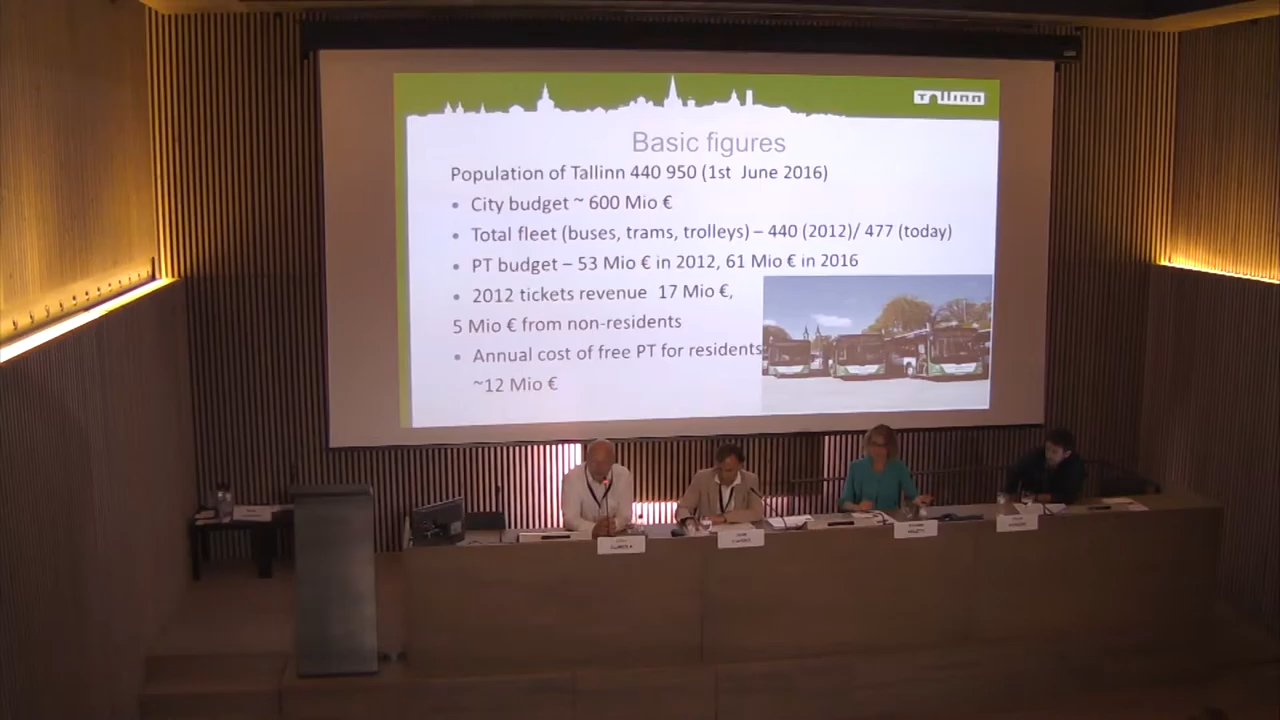 Tallinn
Basic figures
Population of Tallinn 440 950 (1st June 2016)
• City budget ~ 600 Mio €
• Total fleet (buses, trams, trolleys) – 440 (2012)/ 477 (today)
• PT budget – 53 Mio € in 2012, 61 Mio € in 2016
• 2012 tickets revenue 17 Mio €,
5 Mio € from non-residents
• Annual cost of free PT for residents
~12 Mio €